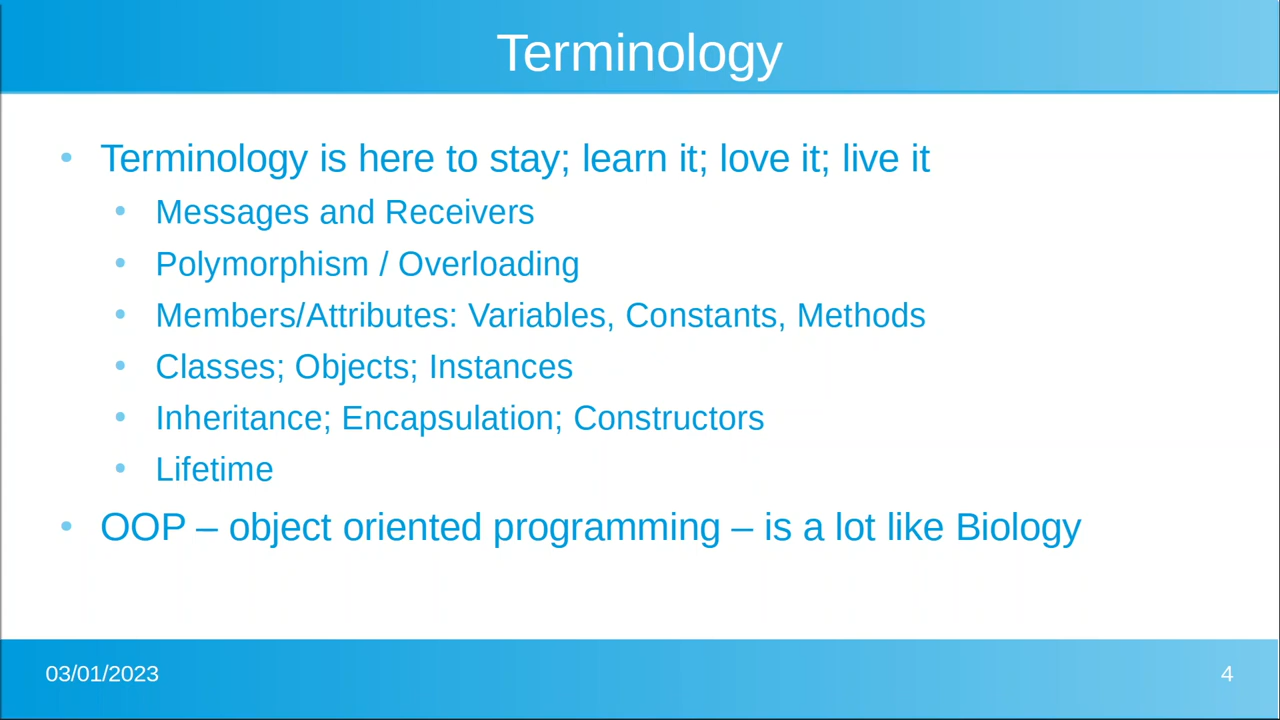 Terminology
• Terminology is here to stay; learn it; love it; live it
• Messages and Receivers
• Polymorphism / Overloading
• Members/Attributes: Variables, Constants, Methods
• Classes; Objects; Instances
• Inheritance; Encapsulation; Constructors
• Lifetime
• OOP – object oriented programming – is a lot like Biology
03/01/2023
4